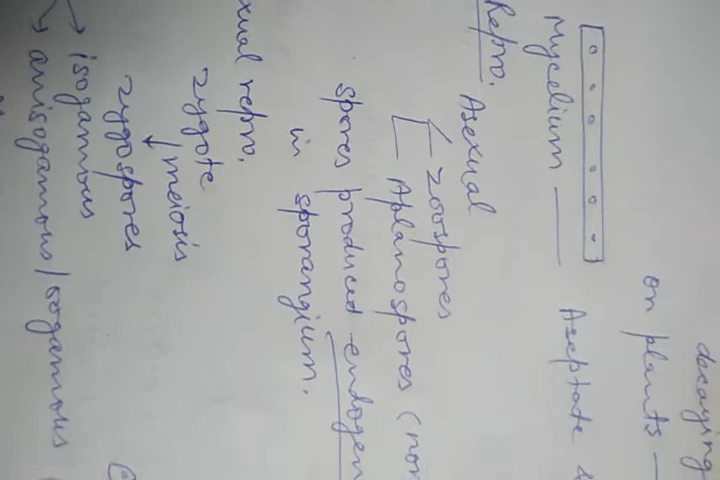 decaying
on plants —
Mycelium — Aseptate &
Repro. Asexual
Zoospores
Aplanospores (non
spores produced endogen
in sporangium.
xual repro.
zygote
↓ meiosis
zygospores
→ isogamous
→ anisogamous/oogamous